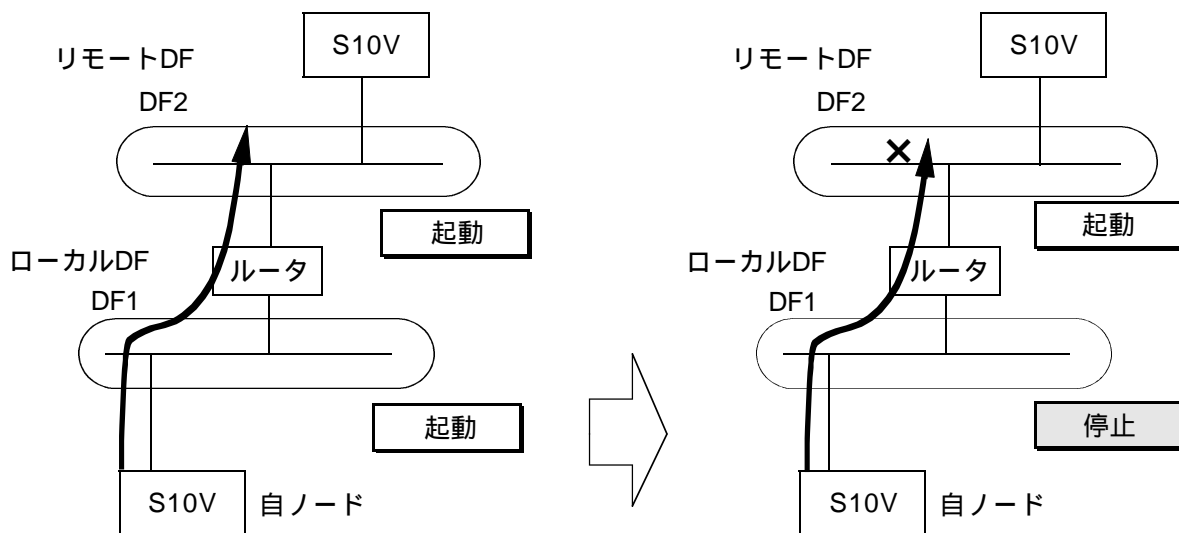 S10V
リモートDF
DF2
起動
ローカルDF
ルータ
DF1
起動
S10V 自ノード
S10V
リモートDF
DF2
×
起動
ローカルDF
ルータ
DF1
停止
S10V 自ノード